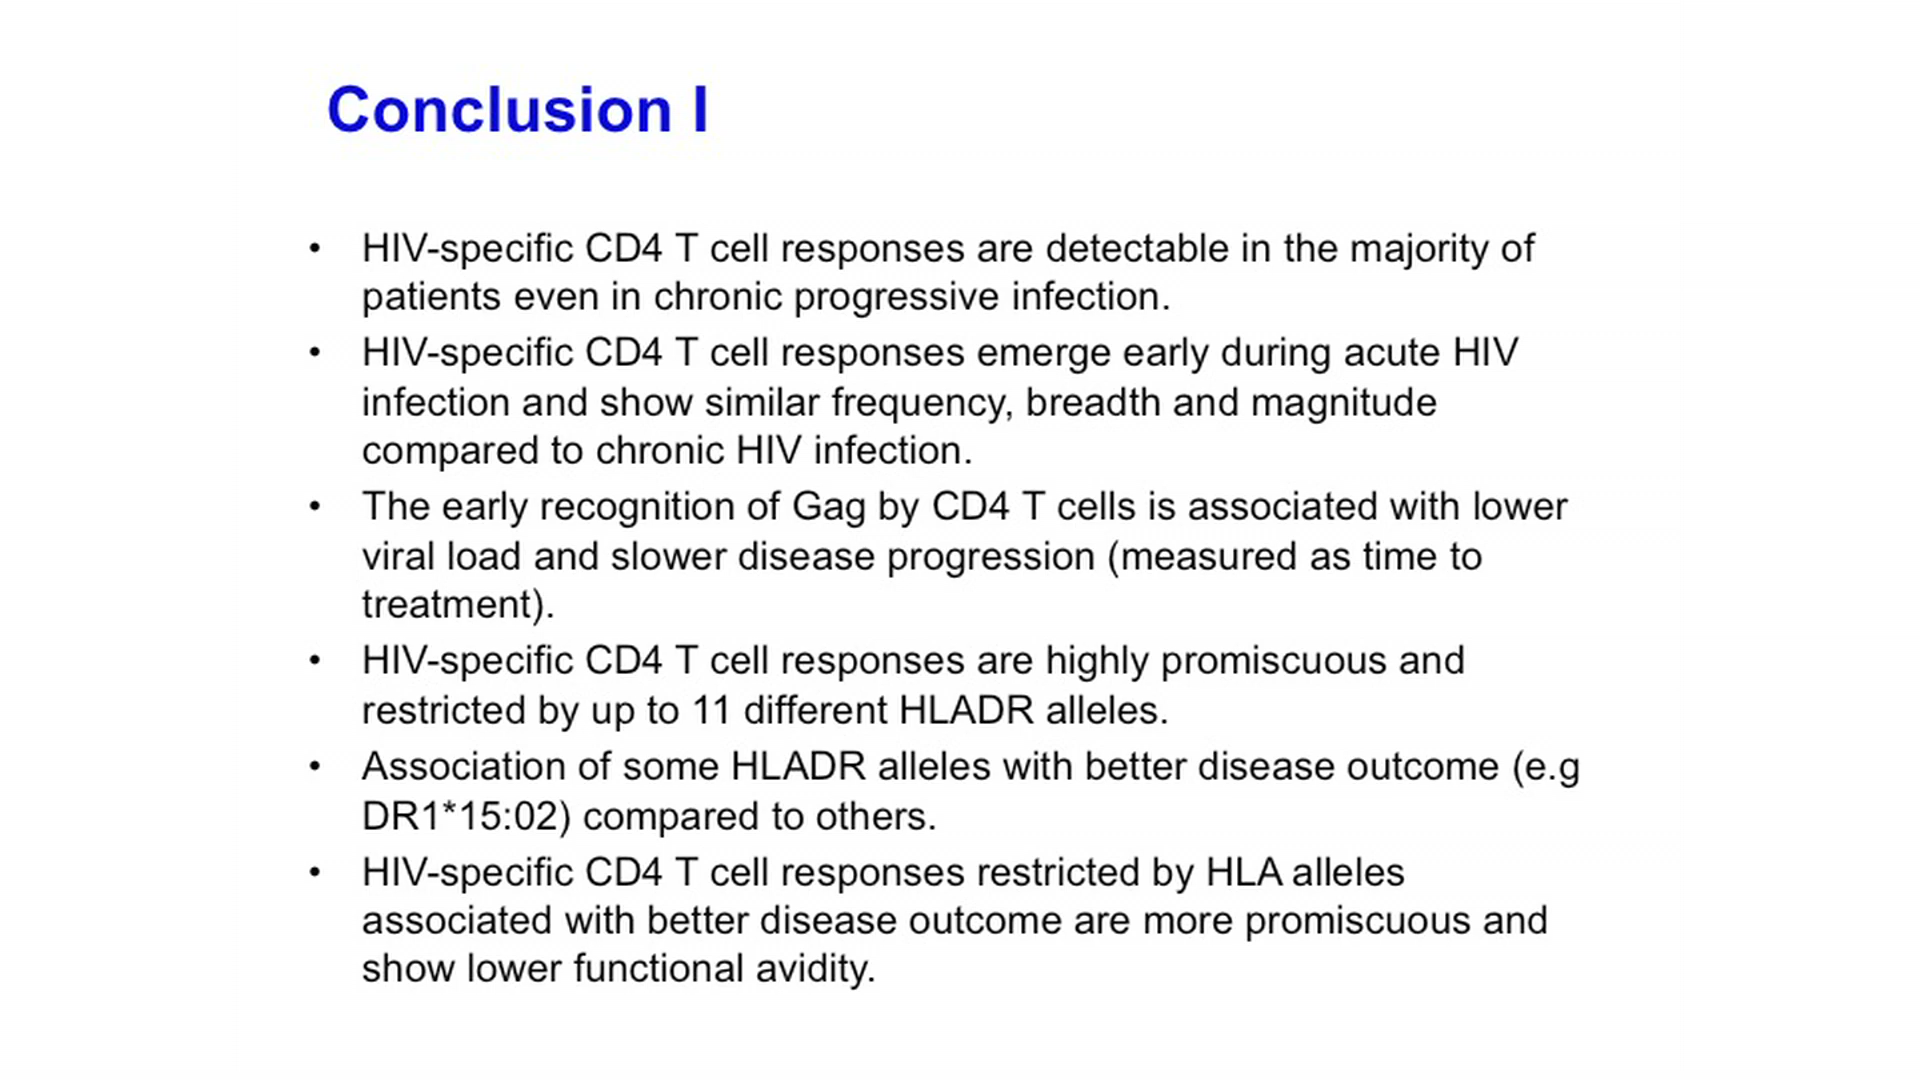 Conclusion I
• HIV-specific CD4 T cell responses are detectable in the majority of
patients even in chronic progressive infection.
• HIV-specific CD4 T cell responses emerge early during acute HIV
infection and show similar frequency, breadth and magnitude
compared to chronic HIV infection.
• The early recognition of Gag by CD4 T cells is associated with lower
viral load and slower disease progression (measured as time to
treatment).
• HIV-specific CD4 T cell responses are highly promiscuous and
restricted by up to 11 different HLADR alleles.
• Association of some HLADR alleles with better disease outcome (e.g
DR1*15:02) compared to others.
• HIV-specific CD4 T cell responses restricted by HLA alleles
associated with better disease outcome are more promiscuous and
show lower functional avidity.